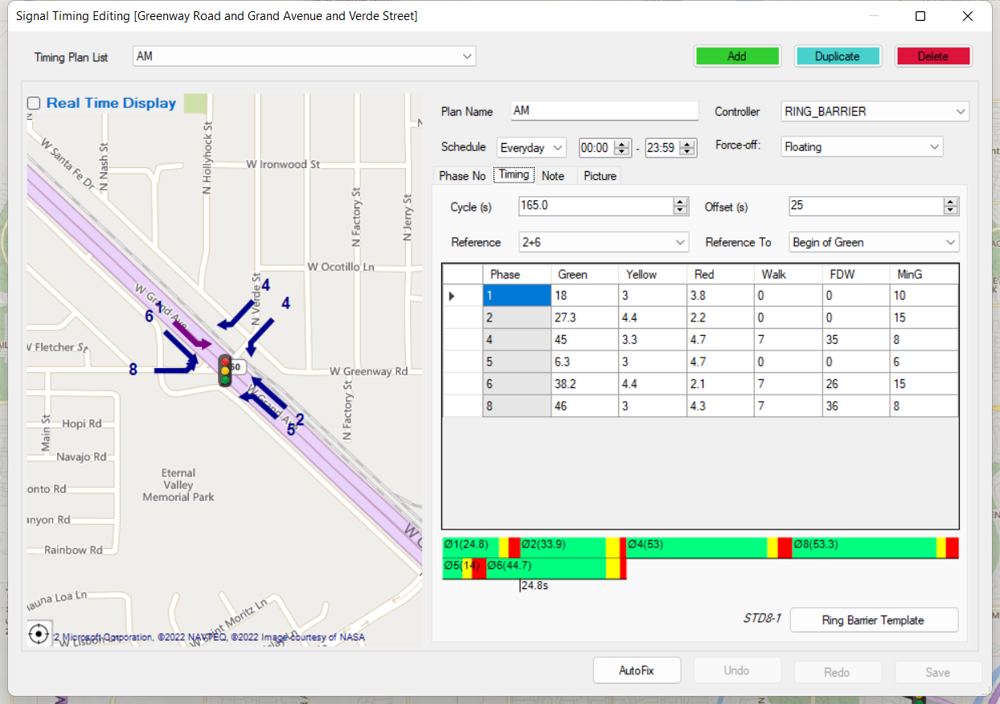 Signal Timing Editing [Greenway Road and Grand Avenue and Verde Street]
Timing Plan List AM Add Duplicate Delete
Real Time Display
Plan Name AM Controller RING_BARRIER
Schedule Everyday 00:00 - 23:59 Force-off: Floating
Phase No Timing Note Picture
Cycle (s) 165.0 Offset (s) 25
Reference 2+6 Reference To Begin of Green
Phase Green Yellow Red Walk FDW MinG
1 18 3 3.8 0 0 10
2 27.3 4.4 2.2 0 0 15
4 45 3.3 4.7 7 35 8
5 6.3 3 4.7 0 0 6
6 38.2 4.4 2.1 7 26 15
8 46 3 4.3 7 36 8
Ø1(24.8) Ø2(33.9) Ø4(53) Ø8(53.3)
Ø5(14) Ø6(44.7)
24.8s
STD8-1 Ring Barrier Template
AutoFix Undo Redo Save
W Santa Fe Dr
N Nash St
N Hollyhock St
W Ironwood St
N Factory St
N Jerry St
W Ocotillo Ln
N Verde St
4
4
W Grand Ave
1
6
W Fletcher St
8
60
W Greenway Rd
W Grand Ave
2
5
N Factory St
Main St
Hopi Rd
Navajo Rd
Eternal
Valley
Memorial Park
onto Rd
anyon Rd
Rainbow Rd
W G
auna Loa Ln
W Saint Moritz Ln
W Lisbon
2 Microsoft Corporation, ©2022 NAVTEQ, ©2022 Image courtesy of NASA